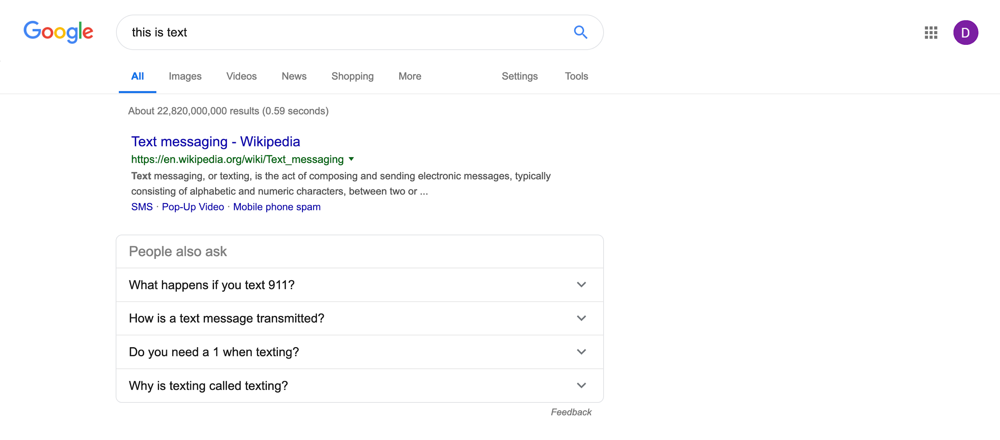 Google
this is text
D
All Images Videos News Shopping More Settings Tools
About 22,820,000,000 results (0.59 seconds)
Text messaging - Wikipedia
https://en.wikipedia.org/wiki/Text_messaging
Text messaging, or texting, is the act of composing and sending electronic messages, typically
consisting of alphabetic and numeric characters, between two or ...
SMS · Pop-Up Video · Mobile phone spam
People also ask
What happens if you text 911?
How is a text message transmitted?
Do you need a 1 when texting?
Why is texting called texting?
Feedback